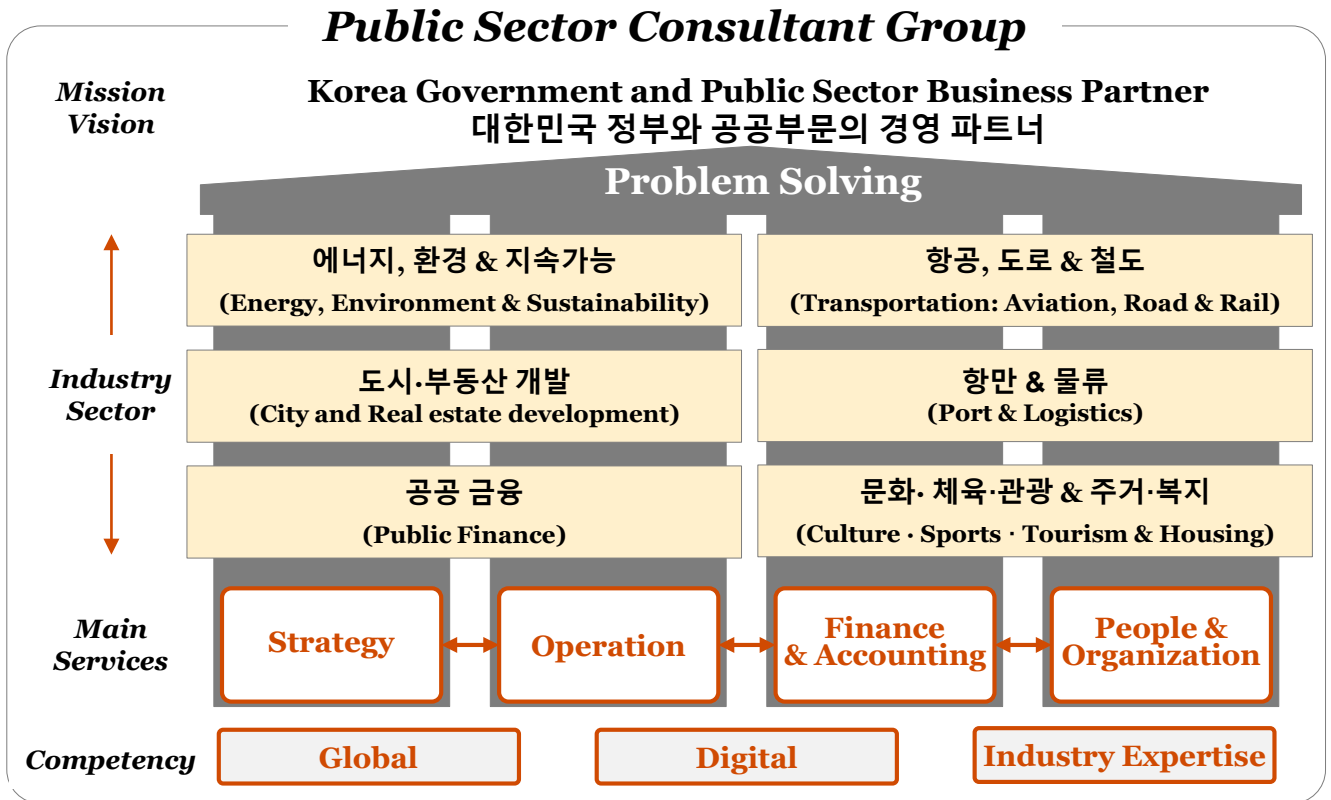 Public Sector Consultant Group
Mission
Vision
Korea Government and Public Sector Business Partner
대한민국 정부와 공공부문의 경영 파트너
Problem Solving
Industry
Sector
에너지, 환경 & 지속가능
(Energy, Environment & Sustainability)
항공, 도로 & 철도
(Transportation: Aviation, Road & Rail)
도시·부동산 개발
(City and Real estate development)
항만 & 물류
(Port & Logistics)
공공 금융
(Public Finance)
문화· 체육·관광 & 주거·복지
(Culture · Sports · Tourism & Housing)
Main
Services
Strategy
Operation
Finance
& Accounting
People &
Organization
Competency
Global
Digital
Industry Expertise